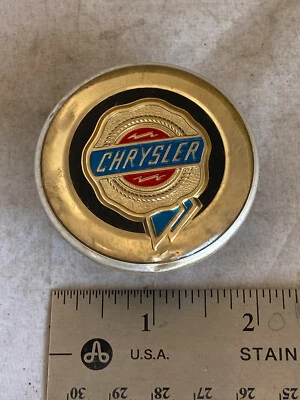 CHRYSLER
1 2
U.S.A. STAIN
30 29 28 27 26 25